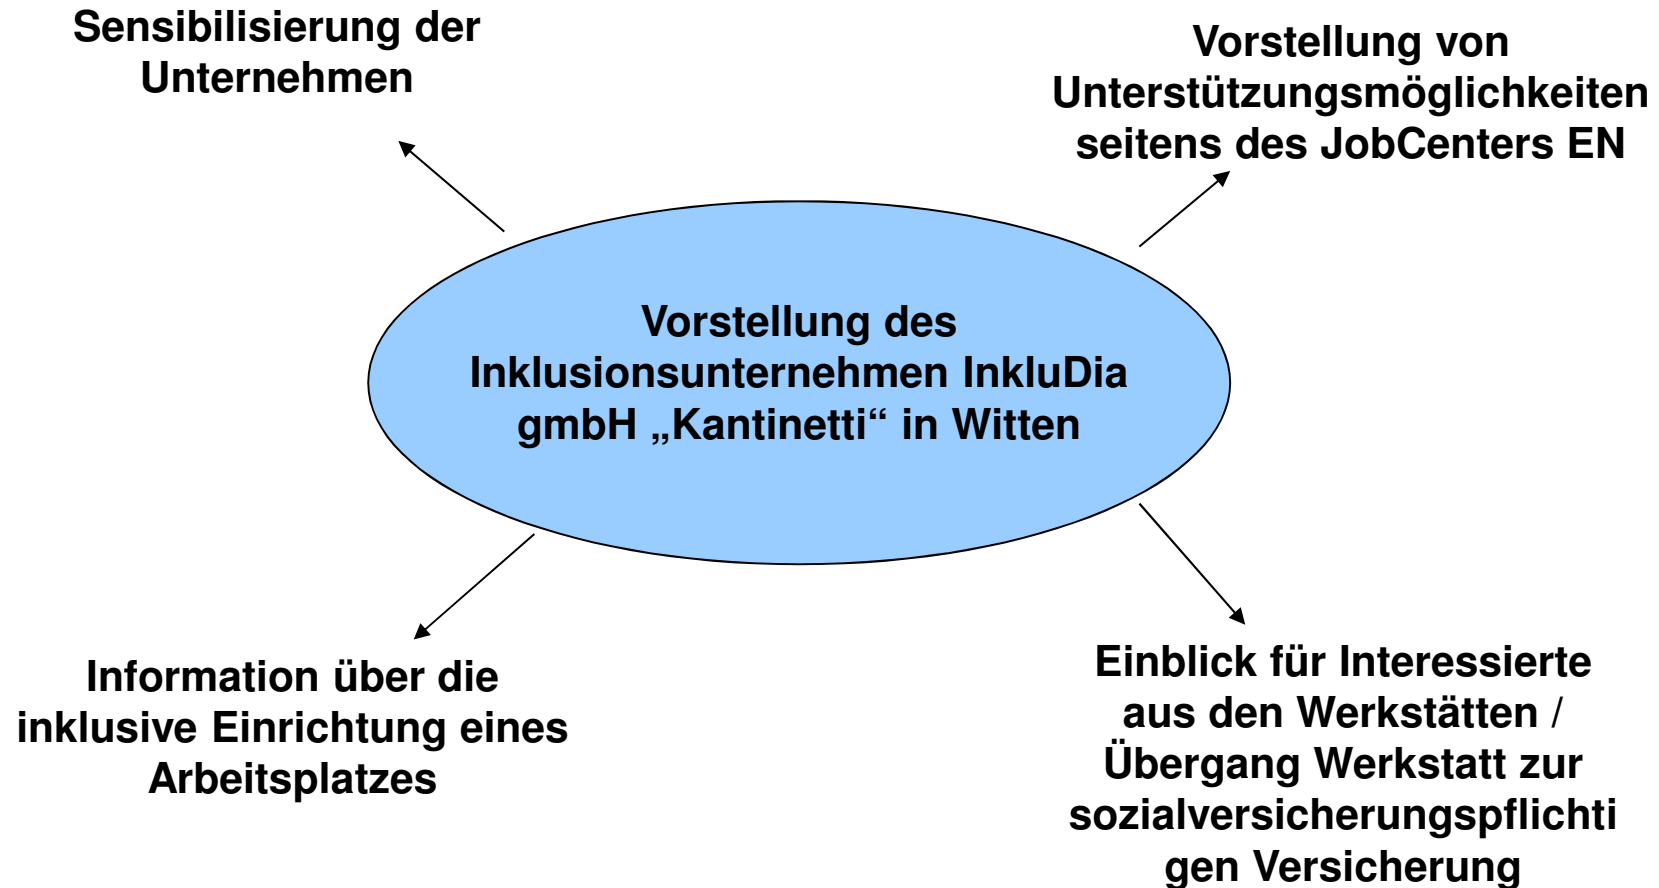 Sensibilisierung der
Unternehmen
Vorstellung von
Unterstützungsmöglichkeiten
seitens des JobCenters EN
Vorstellung des
Inklusionsunternehmen InkluDia
gmbH „Kantinetti“ in Witten
Information über die
inklusive Einrichtung eines
Arbeitsplatzes
Einblick für Interessierte
aus den Werkstätten /
Übergang Werkstatt zur
sozialversicherungspflichti
gen Versicherung